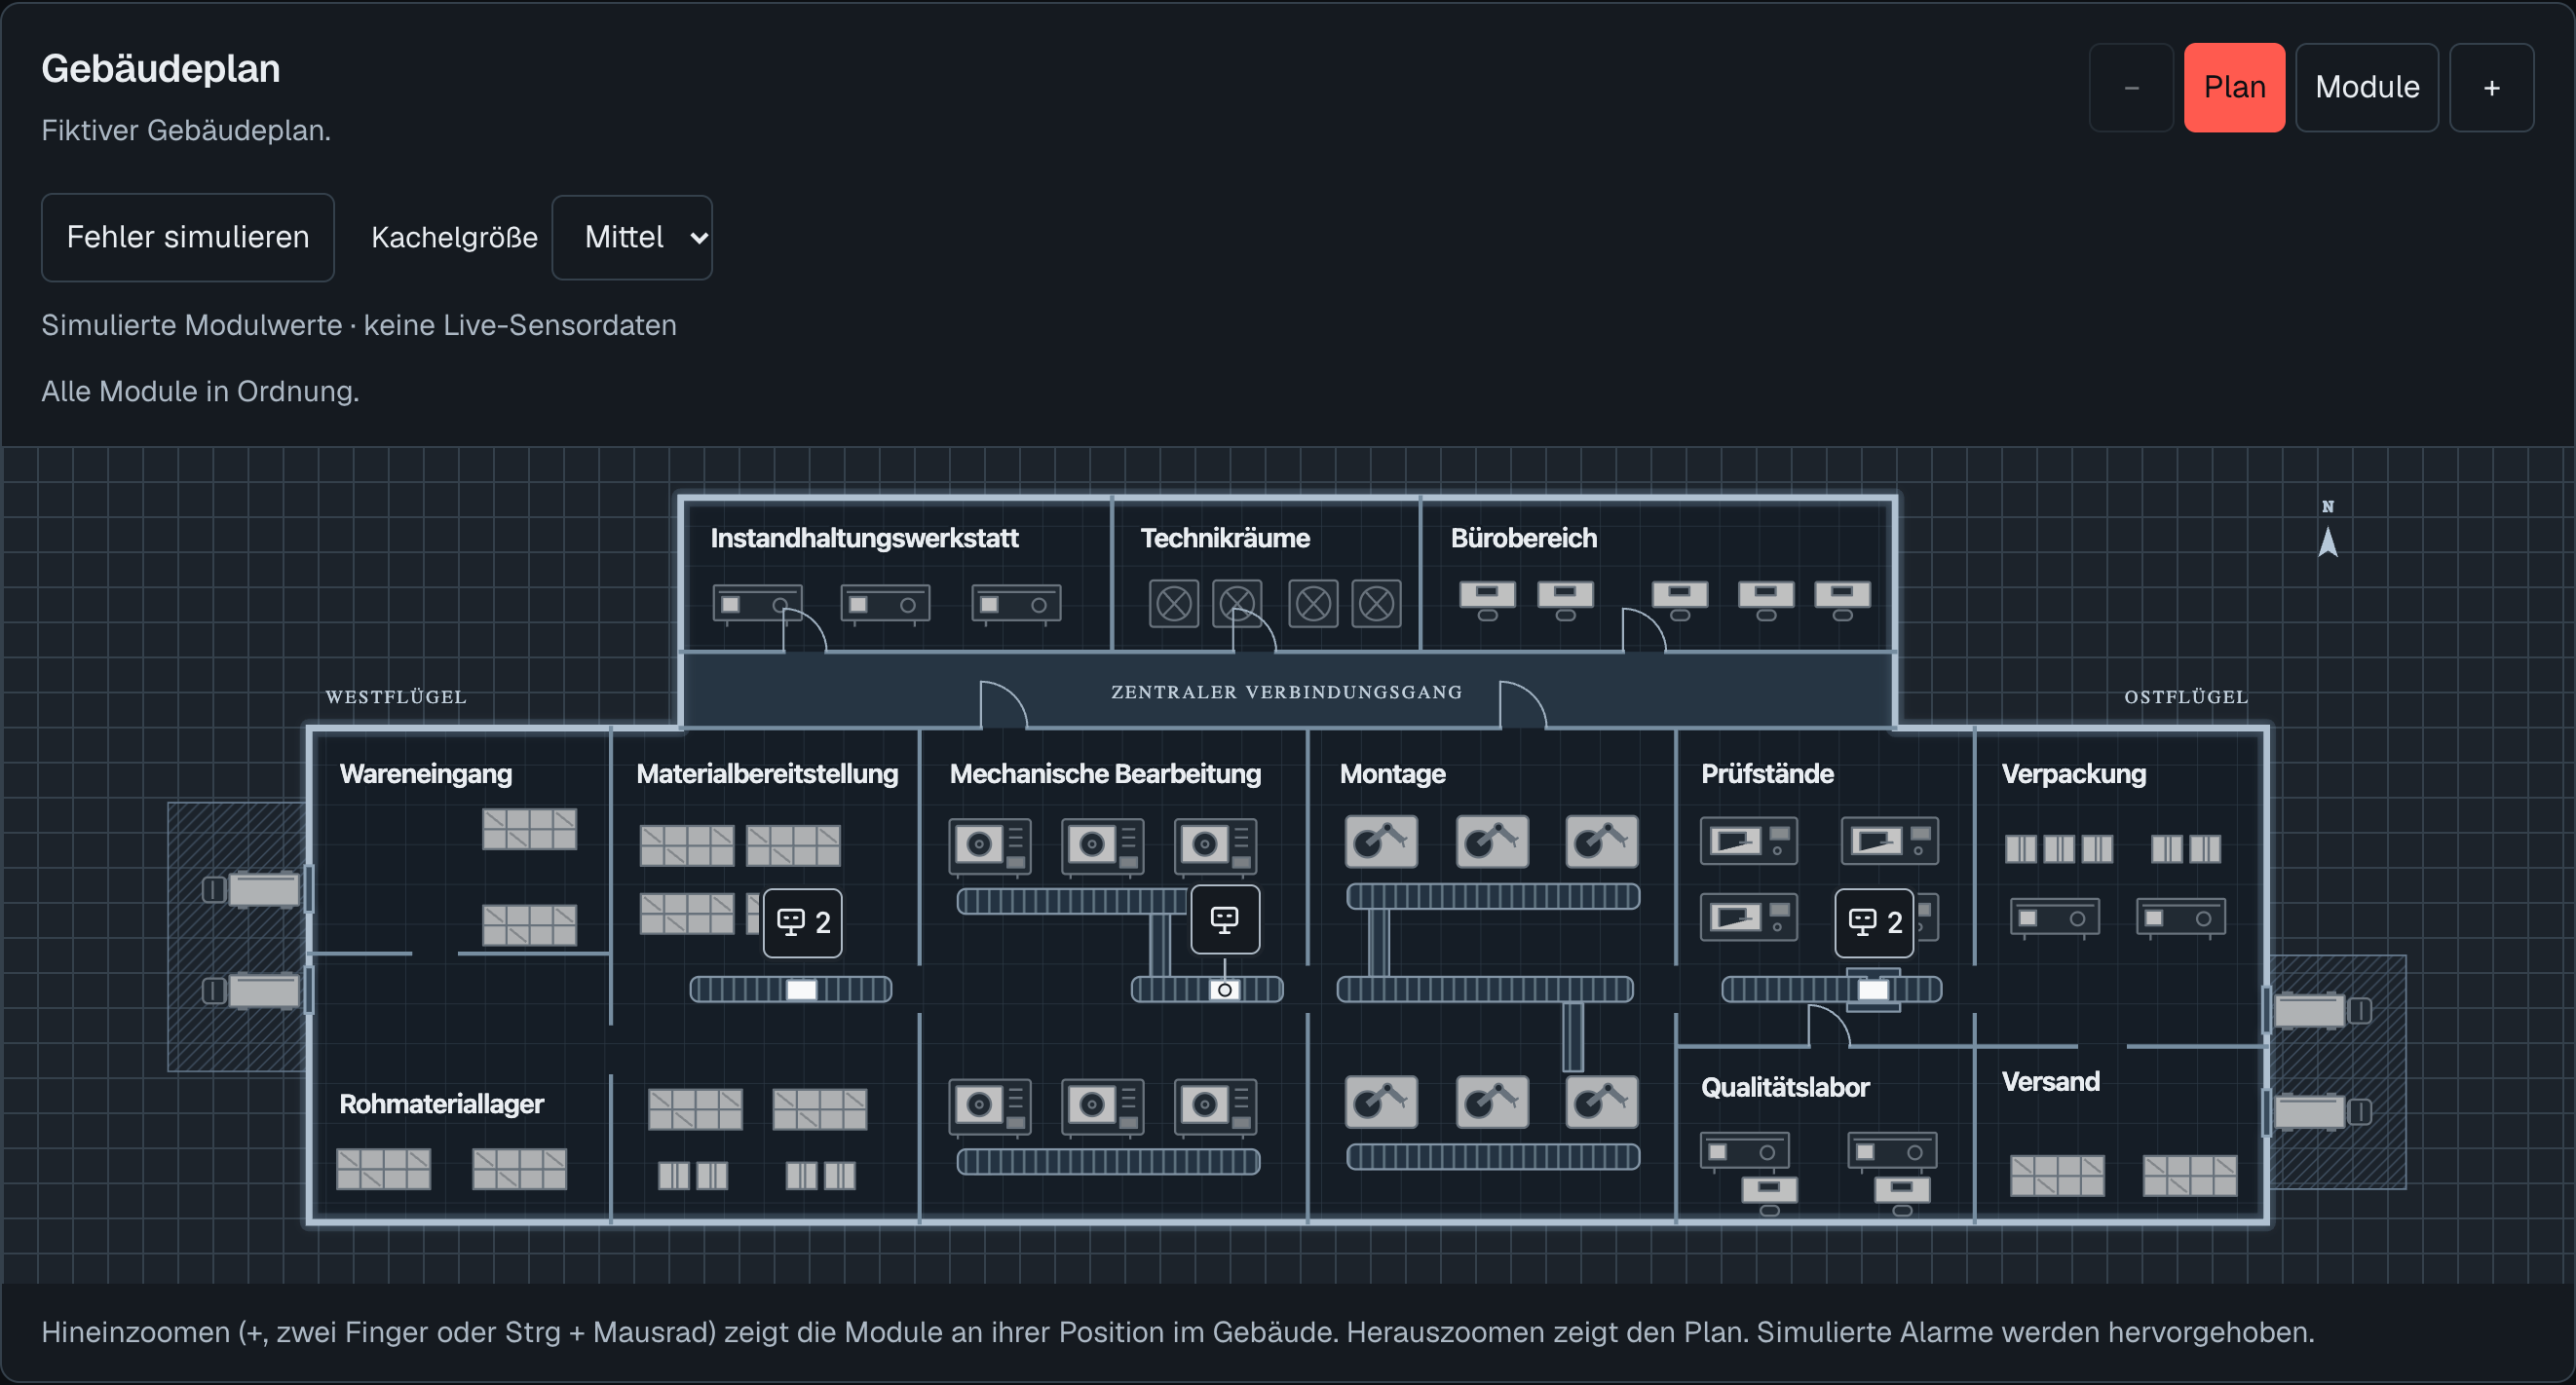 Gebäudeplan
Fiktiver Gebäudeplan.
− Plan Module +
Fehler simulieren Kachelgröße Mittel
Simulierte Modulwerte · keine Live-Sensordaten
Alle Module in Ordnung.
N
Instandhaltungswerkstatt Technikräume Bürobereich
WESTFLÜGEL ZENTRALER VERBINDUNGSGANG OSTFLÜGEL
Wareneingang Materialbereitstellung Mechanische Bearbeitung Montage Prüfstände Verpackung
2 2
Rohmateriallager Qualitätslabor Versand
Hineinzoomen (+, zwei Finger oder Strg + Mausrad) zeigt die Module an ihrer Position im Gebäude. Herauszoomen zeigt den Plan. Simulierte Alarme werden hervorgehoben.